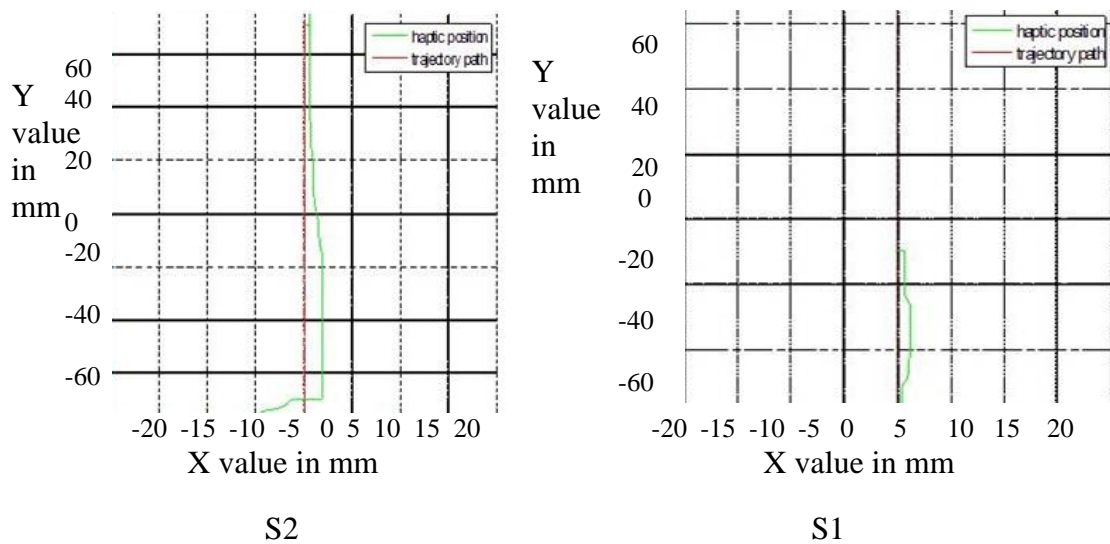 haptic position
trajectory path
Y
value
in
mm
60
40
20
0
-20
-40
-60
-20 -15 -10 -5 0 5 10 15 20
X value in mm
S2
haptic position
trajectory path
Y
value
in
mm
60
40
20
0
-20
-40
-60
-20 -15 -10 -5 0 5 10 15 20
X value in mm
S1